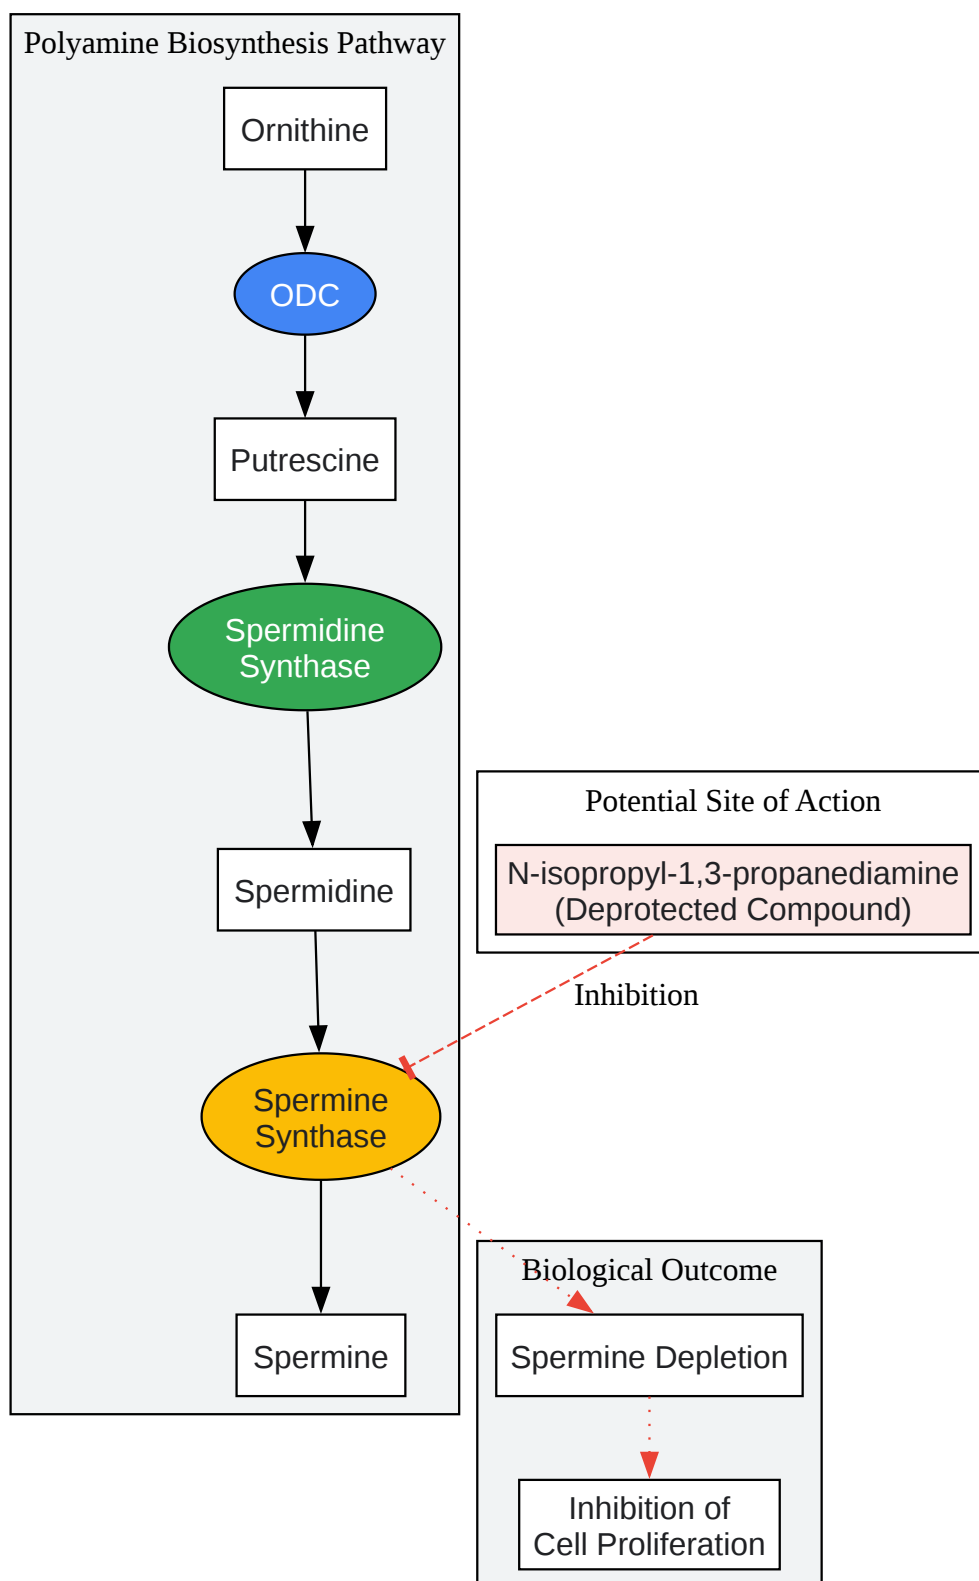 Polyamine Biosynthesis Pathway
Ornithine
ODC
Putrescine
Spermidine
Synthase
Spermidine
Spermine
Synthase
Spermine
Potential Site of Action
N-isopropyl-1,3-propanediamine
(Deprotected Compound)
Inhibition
Biological Outcome
Spermine Depletion
Inhibition of
Cell Proliferation